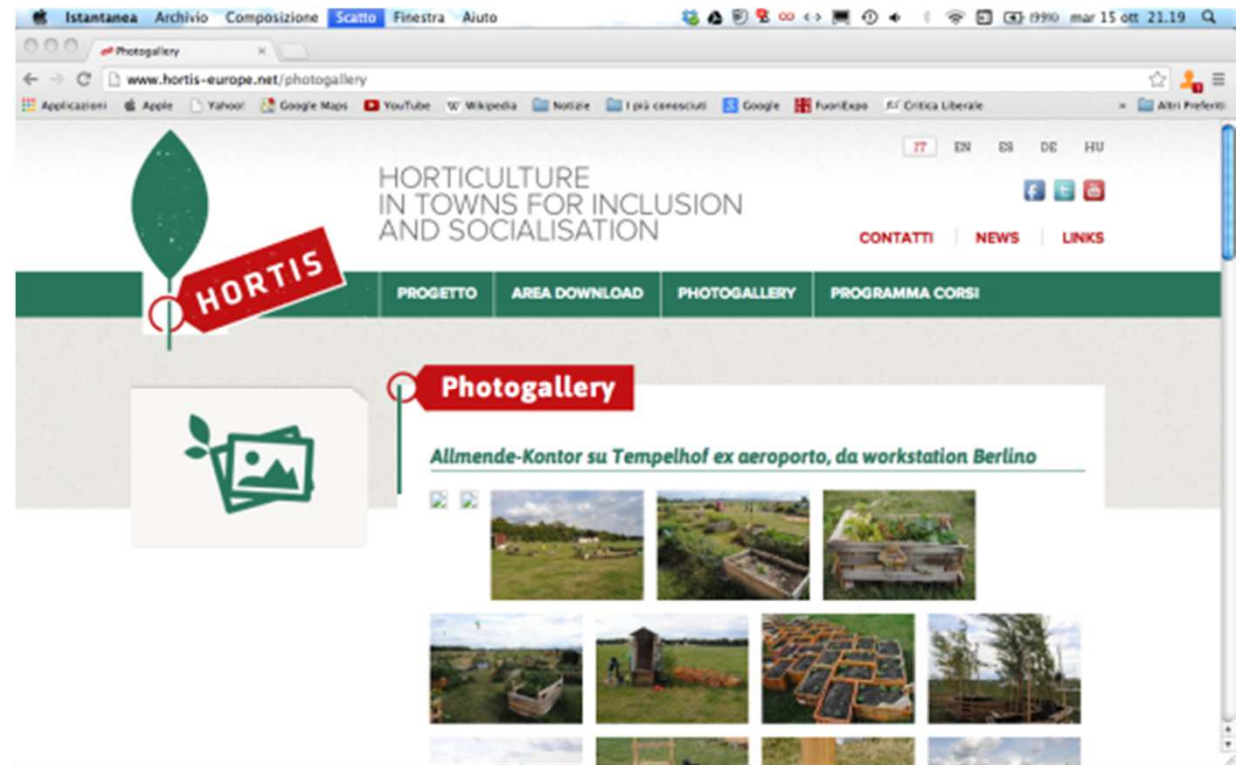 Istantanea Archivio Composizione Scatto Finestra Aiuto mar 15 ott 21.19
Photogallery
www.hortis-europe.net/photogallery
Applicazioni Apple Yahoo! Google Maps YouTube Wikipedia Notizie I più conosciuti Google FuoriExpo Critica Liberale Altri Preferiti
IT EN ES DE HU
HORTICULTURE
IN TOWNS FOR INCLUSION
AND SOCIALISATION
CONTATTI NEWS LINKS
HORTIS
PROGETTO AREA DOWNLOAD PHOTOGALLERY PROGRAMMA CORSI
Photogallery
Allmende-Kontor su Tempelhof ex aeroporto, da workstation Berlino